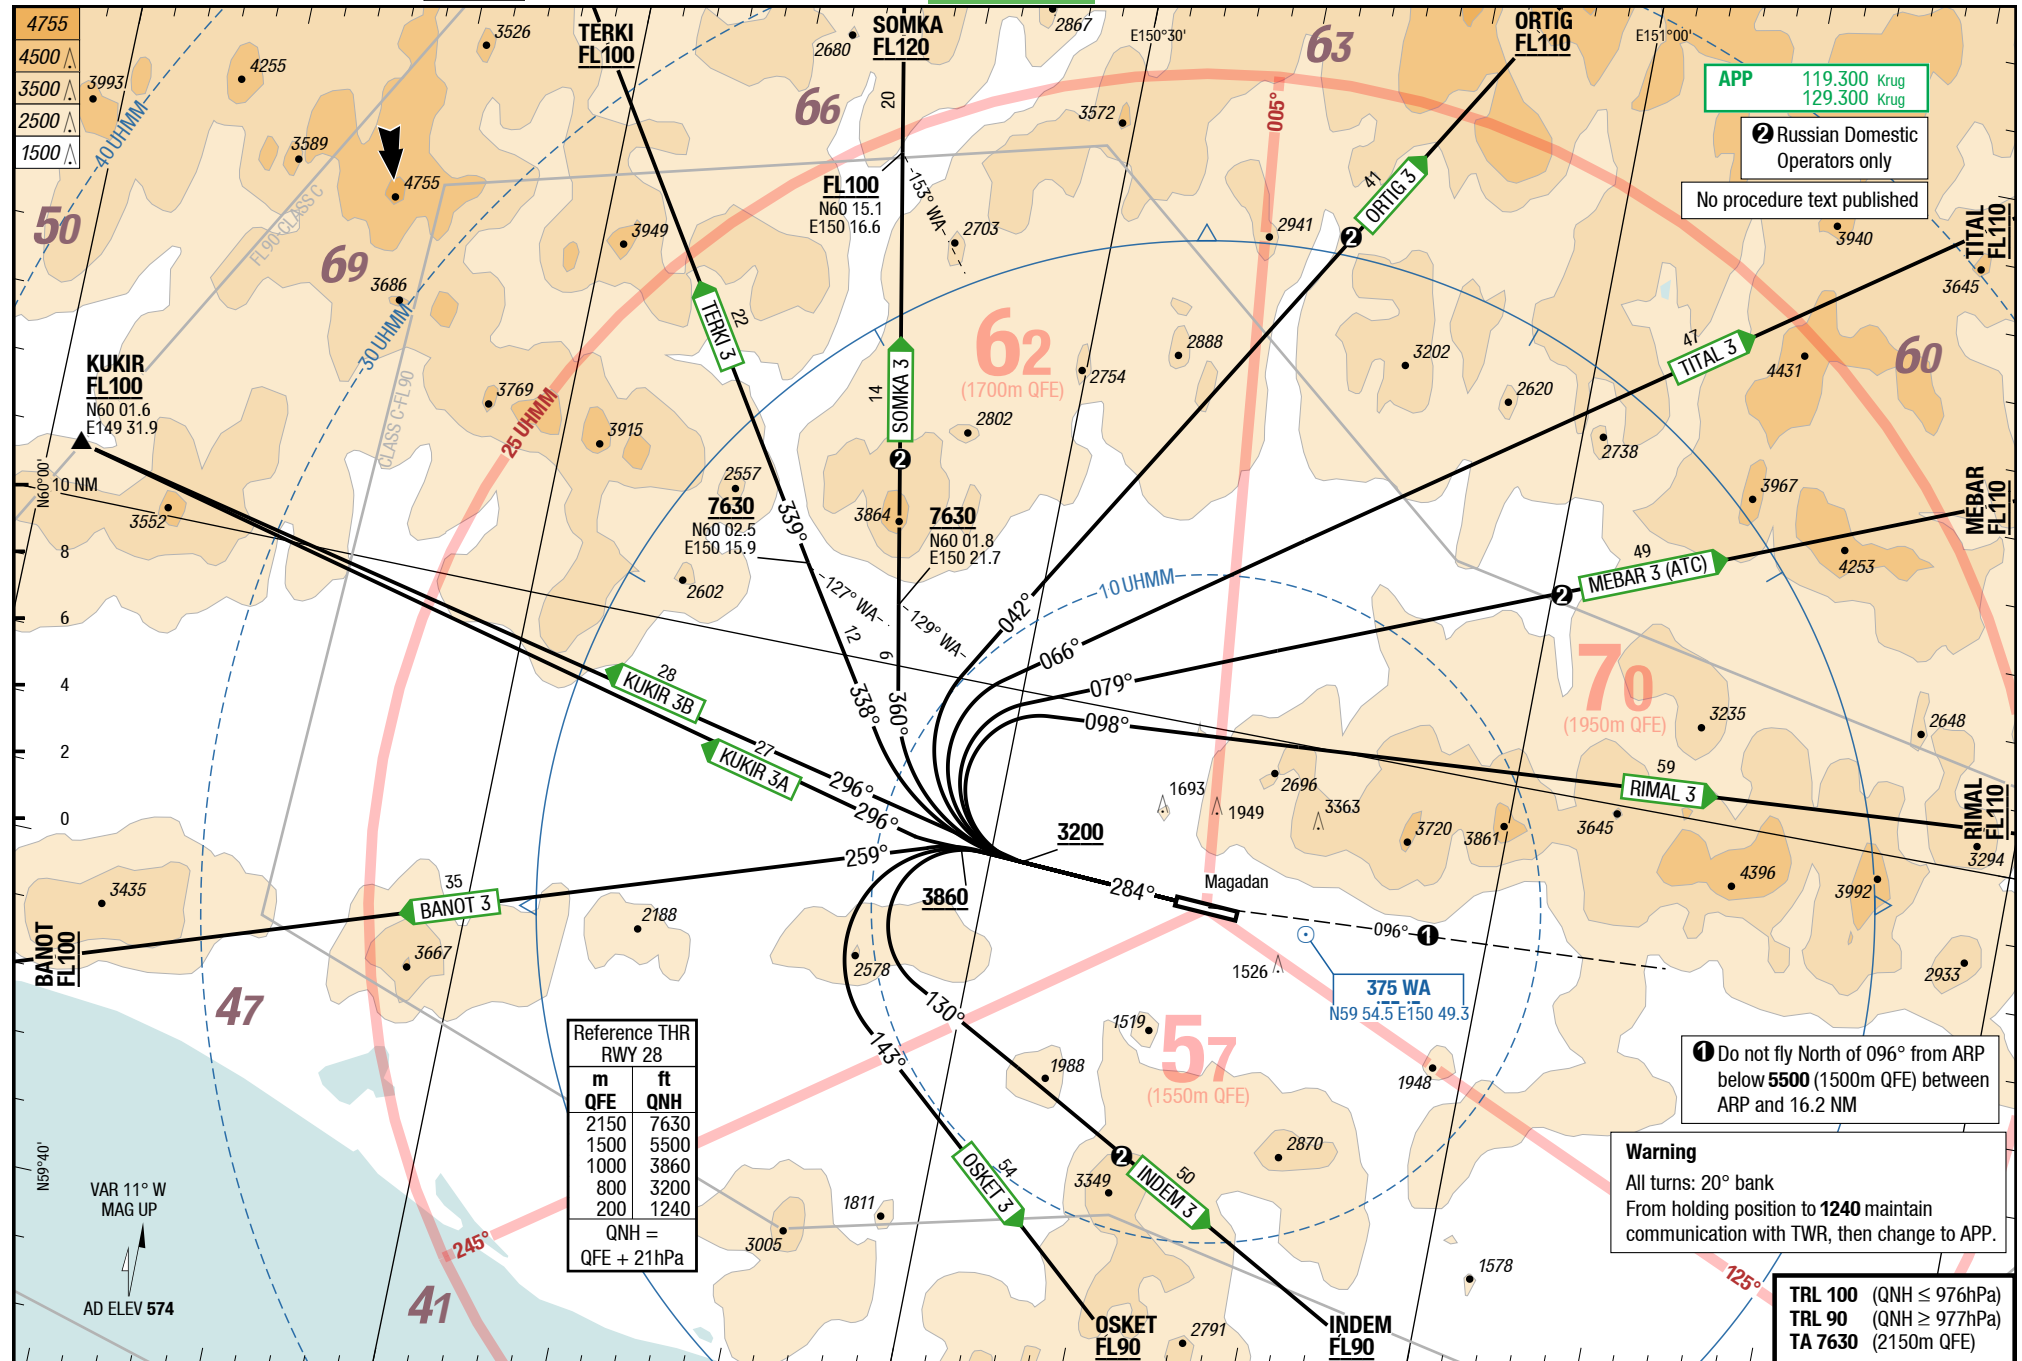 4755
4500
3500
2500
1500
3993
4255
3526
TERKI
FL100
2680
SOMKA
FL120
2867
E150°30'
63
ORTIG
FL110
E151°00'
APP 119.300 Krug
129.300 Krug
2 Russian Domestic
Operators only
No procedure text published
40 UHMM
3589
66
20
3572
005°
4755
FL90-CLASS C
50
69
3949
FL100
N60 15.1
E150 16.6
153° WA
2703
2941
41
ORTIG 3
2
3940
TITAL
FL110
3645
3686
30 UHMM
TERKI 3
22
62
(1700m QFE)
2888
3202
47
TITAL 3
4431
60
KUKIR
FL100
N60 01.6
E149 31.9
CLASS C-FL90
3769
25 UHMM
3915
14
SOMKA 3
2
2802
2754
2620
2738
N60°00'
10 NM
3552
2557
7630
N60 02.5
E150 15.9
339°
3864
7630
N60 01.8
E150 21.7
3967
MEBAR
FL110
8
2602
127° WA
12
129° WA
6
042°
10 UHMM
49
MEBAR 3 (ATC)
2
4253
6
066°
4
28
KUKIR 3B
338°
360°
079°
70
(1950m QFE)
3235
2648
2
27
KUKIR 3A
296°
098°
59
RIMAL 3
0
296°
1693
1949
2696
3363
3720
3861
3645
RIMAL
FL110
3294
259°
3200
3435
35
BANOT 3
3860
284°
Magadan
4396
3992
BANOT
FL100
3667
2188
2578
096°
1
1526
375 WA
N59 54.5 E150 49.3
2933
47
130°
143°
1519
57
(1550m QFE)
1988
1948
Reference THR
RWY 28
m ft
QFE QNH
2150 7630
1500 5500
1000 3860
800 3200
200 1240
QNH =
QFE + 21hPa
1 Do not fly North of 096° from ARP
below 5500 (1500m QFE) between
ARP and 16.2 NM
Warning
All turns: 20° bank
From holding position to 1240 maintain
communication with TWR, then change to APP.
N59°40'
VAR 11° W
MAG UP
AD ELEV 574
245°
41
3005
1811
OSKET 3
54
3349
2
INDEM 3
50
2870
1578
125°
OSKET
FL90
2791
INDEM
FL90
TRL 100 (QNH ≤ 976hPa)
TRL 90 (QNH ≥ 977hPa)
TA 7630 (2150m QFE)